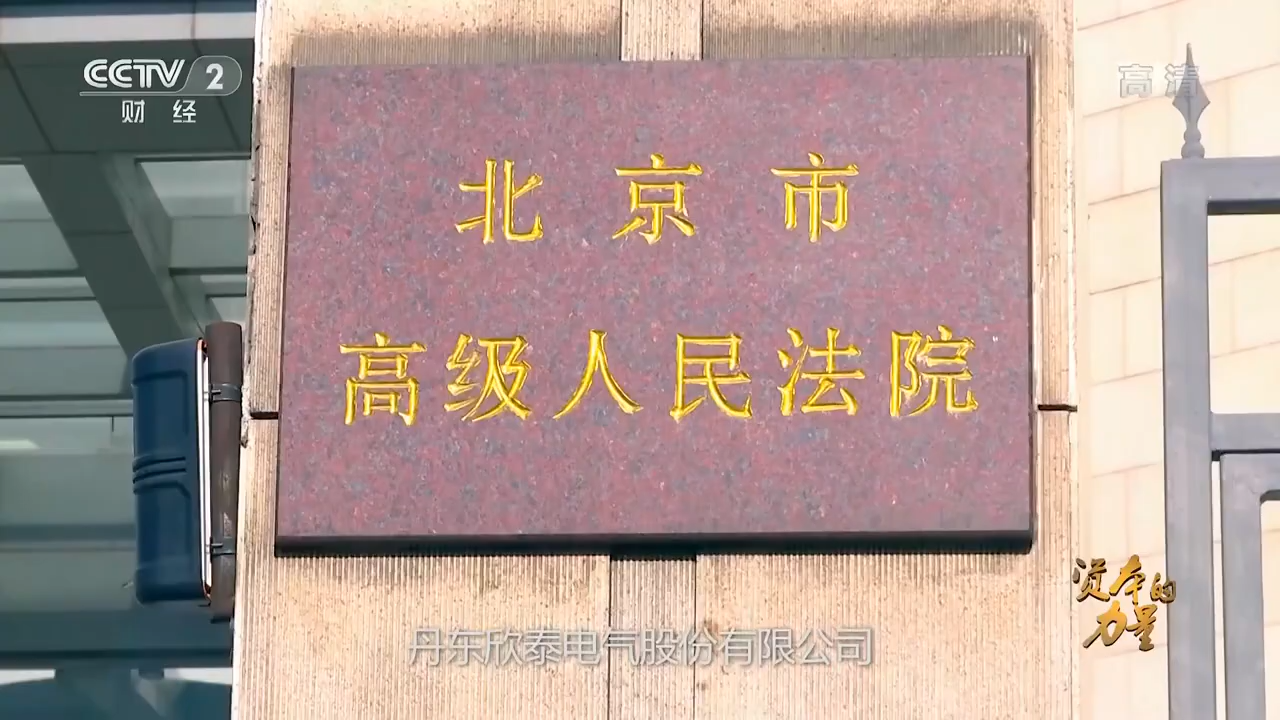 CCTV 2
财经
高清
北京市
高级人民法院
资本的
力量
丹东欣泰电气股份有限公司